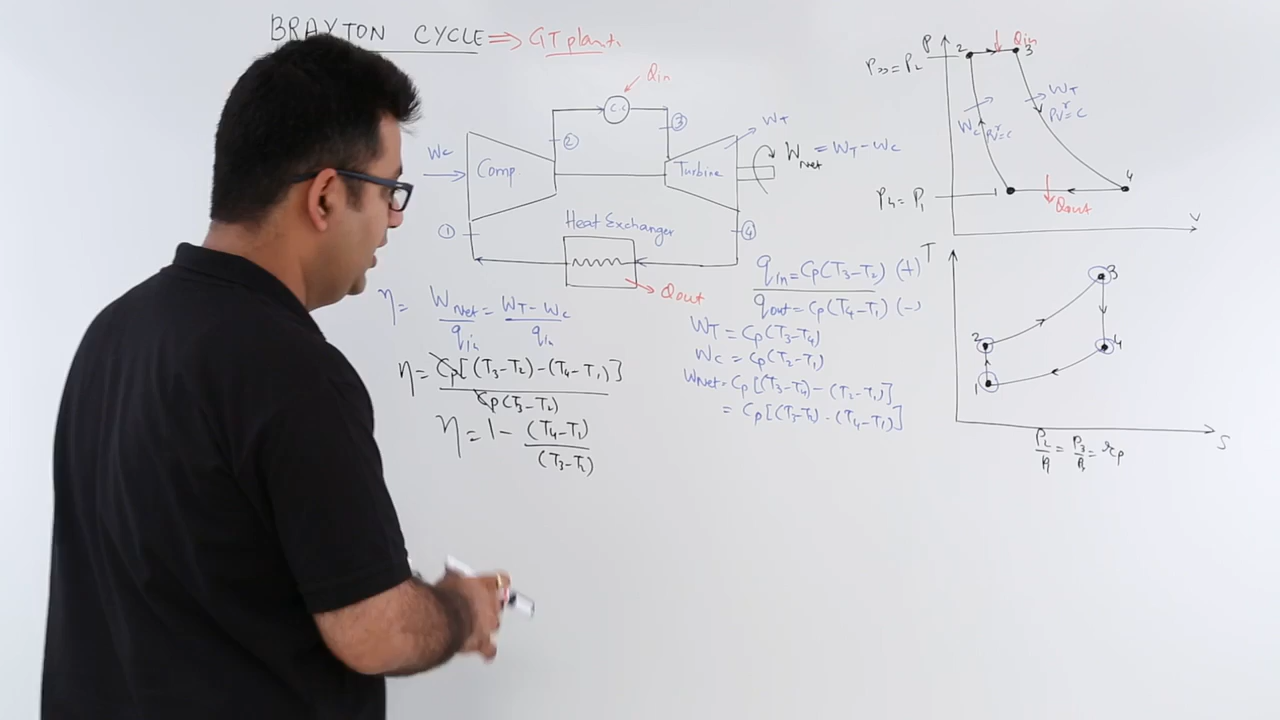 BRAYTON CYCLE ⇒ GT plant
Qin
C.C
②
③
WT
Wc
Comp
Turbine
WNet = WT - Wc
①
④
Heat Exchanger
Qout
η = WNet/qin = (WT - Wc)/qin
η = Cp[(T3-T2)-(T4-T1)]/Cp(T3-T2)
η = 1 - (T4-T1)/(T3-T2)
qin = Cp(T3-T2) (+)
qout = Cp(T4-T1) (-)
WT = Cp(T3-T4)
Wc = Cp(T2-T1)
WNet = Cp[(T3-T4)-(T2-T1)]
= Cp[(T3-T2)-(T4-T1)]
P
2
3
Qin
P3 = P2
WT
PVʳ=C
Wc
PVʳ=C
1
4
P4 = P1
Qout
V
T
3
2
4
1
S
P2/P1 = P3/P4 = rp